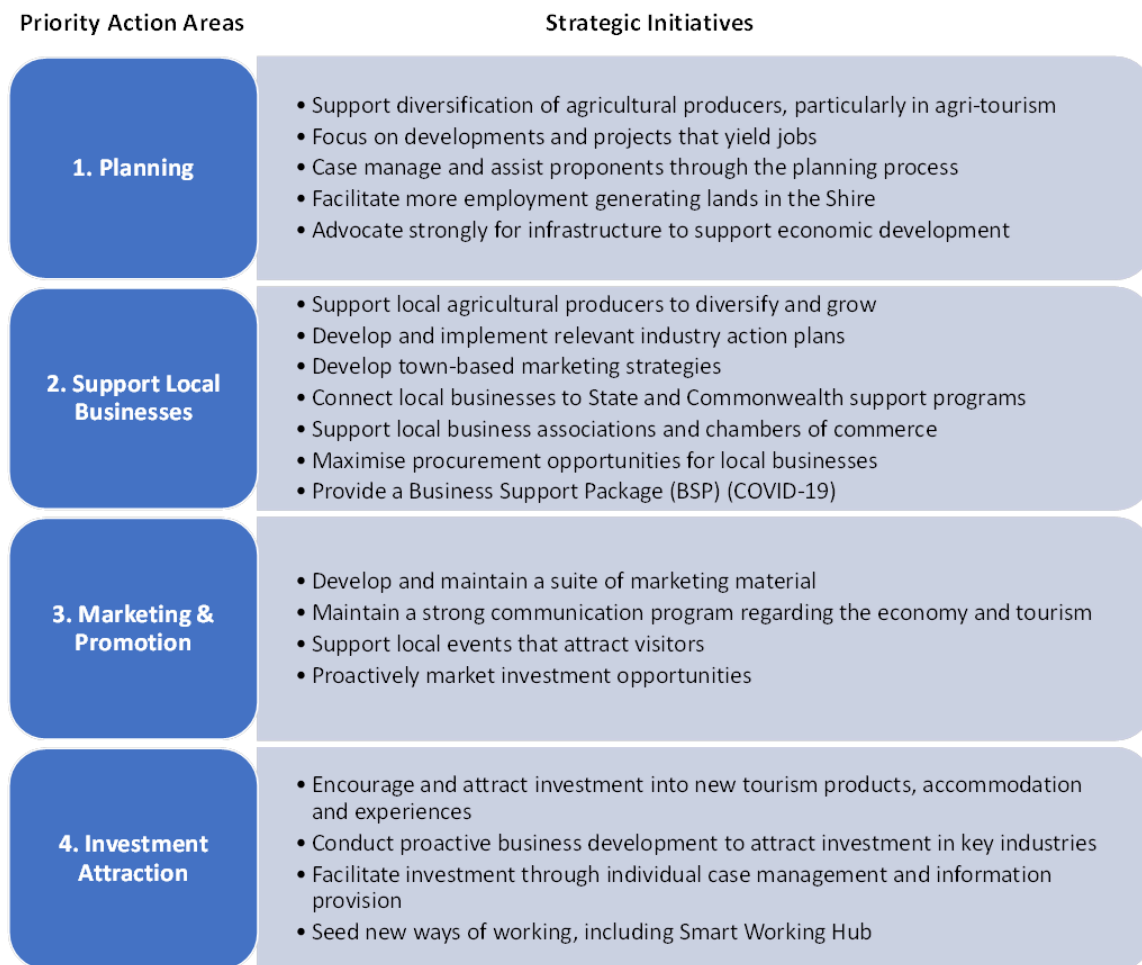 Priority Action Areas
Strategic Initiatives
1. Planning
• Support diversification of agricultural producers, particularly in agri-tourism
• Focus on developments and projects that yield jobs
• Case manage and assist proponents through the planning process
• Facilitate more employment generating lands in the Shire
• Advocate strongly for infrastructure to support economic development
2. Support Local
Businesses
• Support local agricultural producers to diversify and grow
• Develop and implement relevant industry action plans
• Develop town-based marketing strategies
• Connect local businesses to State and Commonwealth support programs
• Support local business associations and chambers of commerce
• Maximise procurement opportunities for local businesses
• Provide a Business Support Package (BSP) (COVID-19)
3. Marketing &
Promotion
• Develop and maintain a suite of marketing material
• Maintain a strong communication program regarding the economy and tourism
• Support local events that attract visitors
• Proactively market investment opportunities
4. Investment
Attraction
• Encourage and attract investment into new tourism products, accommodation
and experiences
• Conduct proactive business development to attract investment in key industries
• Facilitate investment through individual case management and information
provision
• Seed new ways of working, including Smart Working Hub